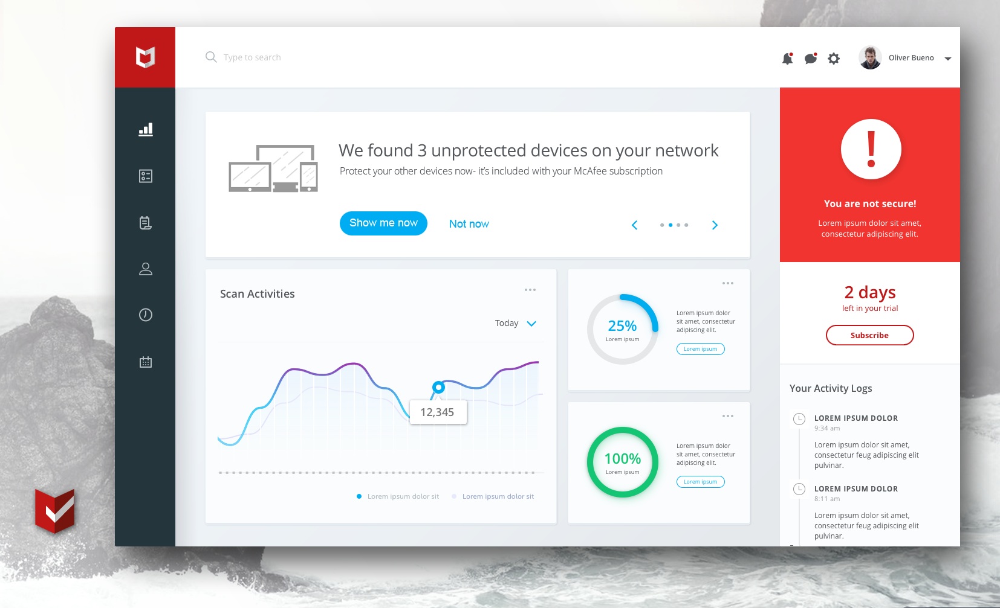 Type to search
Oliver Bueno
We found 3 unprotected devices on your network
Protect your other devices now- it's included with your McAfee subscription
Show me now
Not now
Scan Activities
Today
12,345
Lorem ipsum dolor sit
Lorem ipsum dolor sit
25%
Lorem ipsum
Lorem ipsum dolor
sit amet, consectetur
adipiscing elit.
Lorem ipsum
100%
Lorem ipsum
Lorem ipsum dolor
sit amet, consectetur
adipiscing elit.
Lorem ipsum
You are not secure!
Lorem ipsum dolor sit amet,
consectetur adipiscing elit.
2 days
left in your trial
Subscribe
Your Activity Logs
LOREM IPSUM DOLOR
9:34 am
Lorem ipsum dolor sit amet,
consectetur feug adipiscing elit
pulvinar.
LOREM IPSUM DOLOR
8:11 am
Lorem ipsum dolor sit amet,
consectetur feug adipiscing elit
pulvinar.